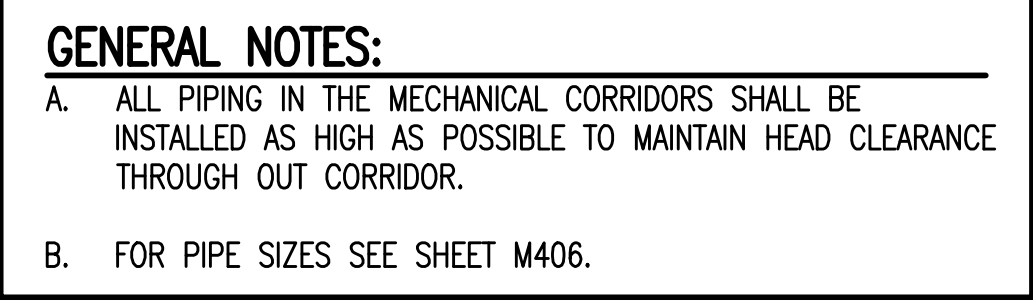 GENERAL NOTES:
A. ALL PIPING IN THE MECHANICAL CORRIDORS SHALL BE
INSTALLED AS HIGH AS POSSIBLE TO MAINTAIN HEAD CLEARANCE
THROUGH OUT CORRIDOR.
B. FOR PIPE SIZES SEE SHEET M406.